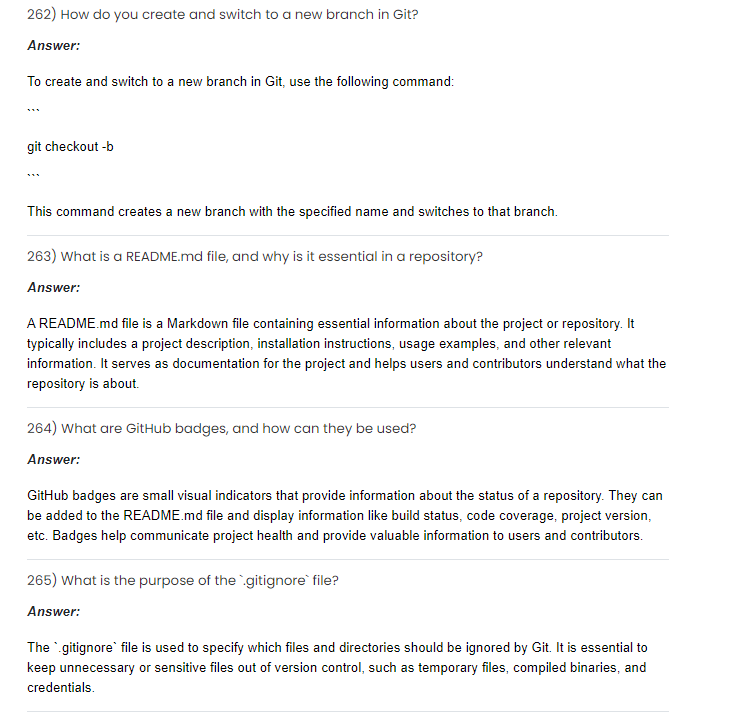 262) How do you create and switch to a new branch in Git?
Answer:
To create and switch to a new branch in Git, use the following command:
```
git checkout -b
```
This command creates a new branch with the specified name and switches to that branch.
263) What is a README.md file, and why is it essential in a repository?
Answer:
A README.md file is a Markdown file containing essential information about the project or repository. It
typically includes a project description, installation instructions, usage examples, and other relevant
information. It serves as documentation for the project and helps users and contributors understand what the
repository is about.
264) What are GitHub badges, and how can they be used?
Answer:
GitHub badges are small visual indicators that provide information about the status of a repository. They can
be added to the README.md file and display information like build status, code coverage, project version,
etc. Badges help communicate project health and provide valuable information to users and contributors.
265) What is the purpose of the `.gitignore` file?
Answer:
The `.gitignore` file is used to specify which files and directories should be ignored by Git. It is essential to
keep unnecessary or sensitive files out of version control, such as temporary files, compiled binaries, and
credentials.